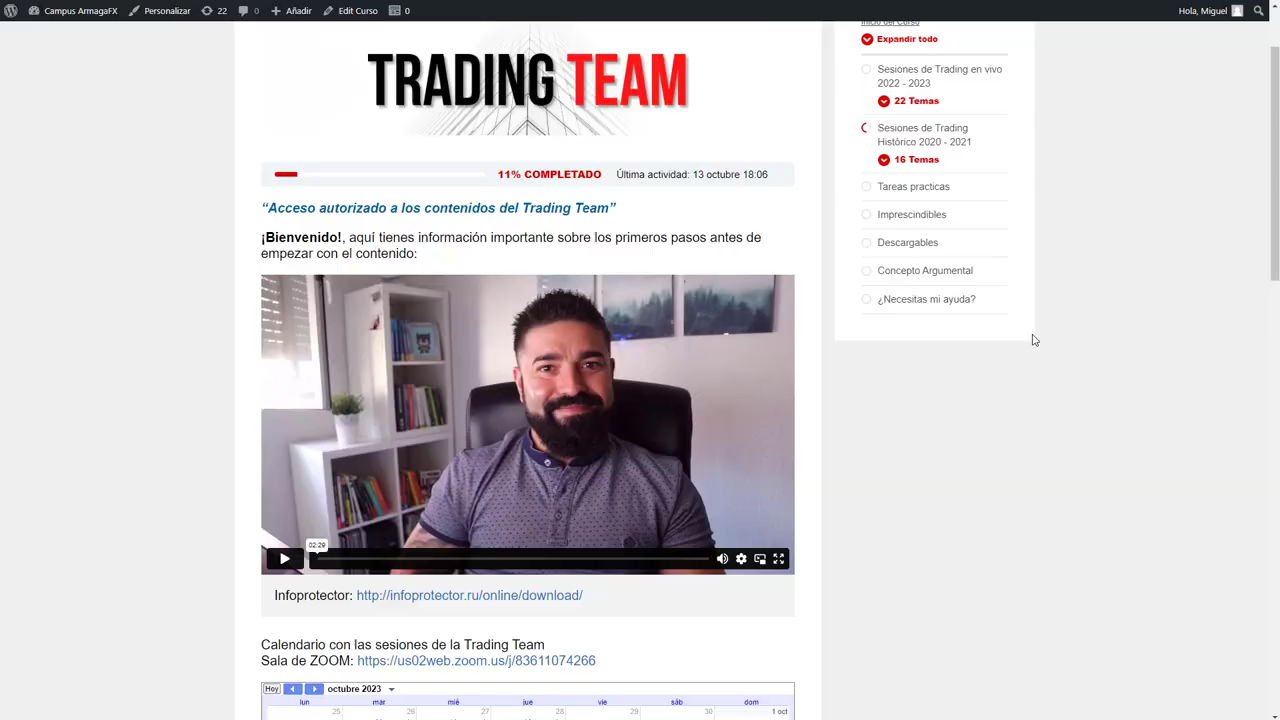 Campus ArmagaFX
Personalizar
22
0
Añadir
Edit Curso
0
Hola, Miguel
TRADING TEAM
11% COMPLETADO
Última actividad: 13 octubre 18:06
“Acceso autorizado a los contenidos del Trading Team”
¡Bienvenido!, aquí tienes información importante sobre los primeros pasos antes de
empezar con el contenido:
02:29
Infoprotector: http://infoprotector.ru/online/download/
Calendario con las sesiones de la Trading Team
Sala de ZOOM: https://us02web.zoom.us/j/83611074266
Hoy
octubre 2023
lun mar mié jue vie sáb dom
25 26 27 28 29 30 1 oct
Inicio del Curso
Expandir todo
Sesiones de Trading en vivo
2022 - 2023
22 Temas
Sesiones de Trading
Histórico 2020 - 2021
16 Temas
Tareas practicas
Imprescindibles
Descargables
Concepto Argumental
¿Necesitas mi ayuda?